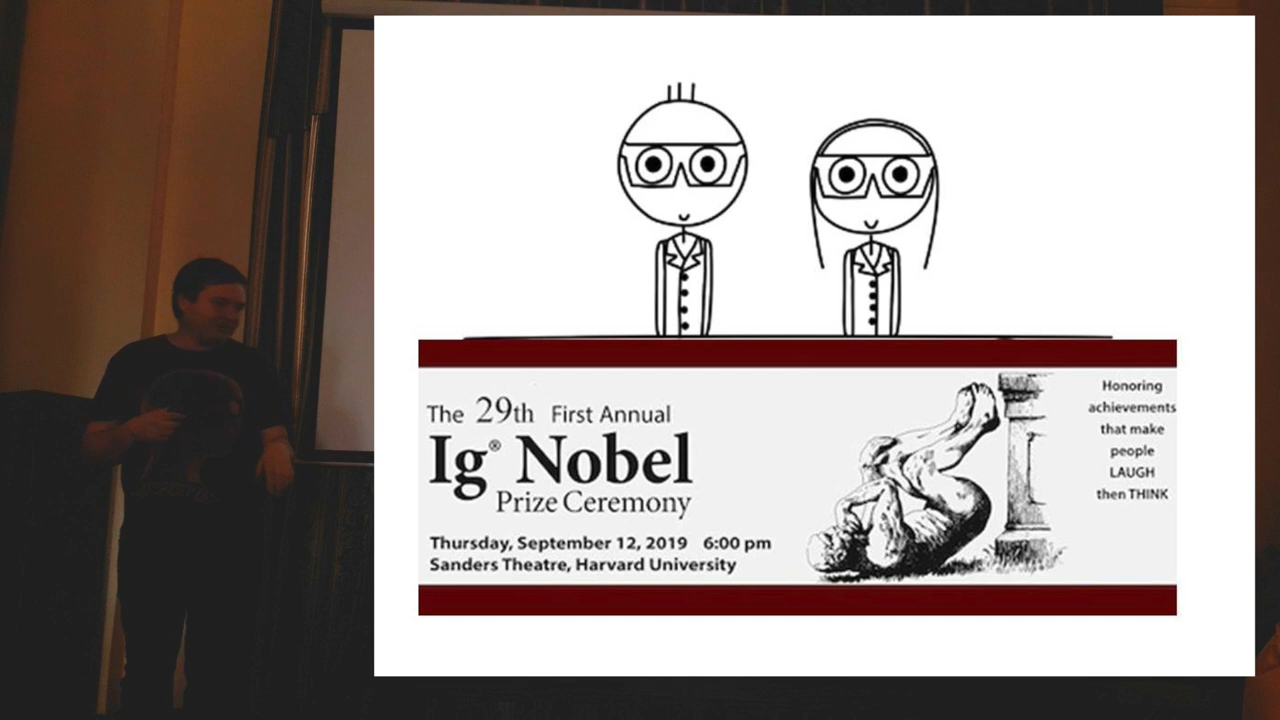 The 29th First Annual
Ig® Nobel
Prize Ceremony
Thursday, September 12, 2019 6:00 pm
Sanders Theatre, Harvard University
Honoring
achievements
that make
people
LAUGH
then THINK